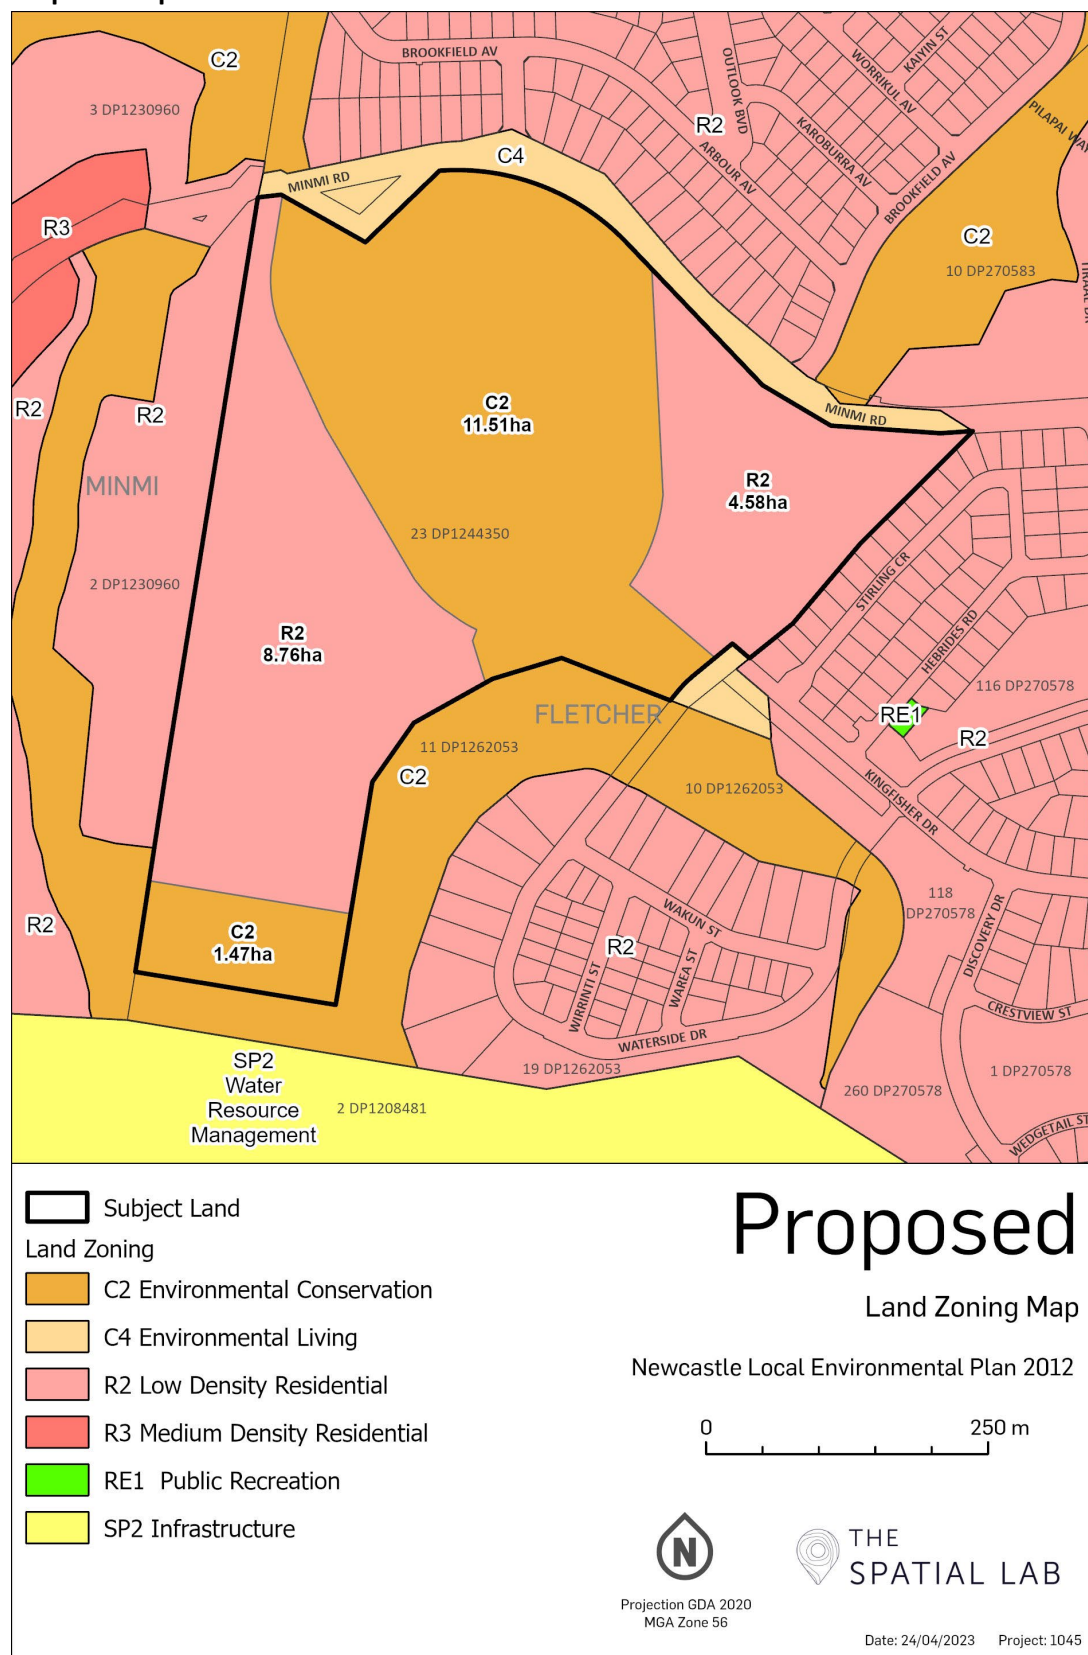 C2
BROOKFIELD AV
OUTLOOK BVD
WORRIKUL AV
KAIYIN ST
3 DP1230960
R2
KAROBURRA AV
ARBOUR AV
BROOKFIELD AV
PILAPAI WAY
C4
MINMI RD
R3
C2
10 DP270583
R2
R2
C2
11.51ha
MINMI RD
MINMI
R2
4.58ha
23 DP1244350
2 DP1230960
STIRLING CR
HEBRIDES RD
R2
8.76ha
116 DP270578
FLETCHER
RE1
R2
11 DP1262053
C2
10 DP1262053
KINGFISHER DR
118
DP270578
WAKUN ST
DISCOVERY DR
R2
C2
1.47ha
R2
WIRRINTI ST
WAREA ST
WATERSIDE DR
CRESTVIEW ST
19 DP1262053
1 DP270578
260 DP270578
SP2
Water
Resource
Management
2 DP1208481
WEDGETAIL ST
Subject Land
Land Zoning
C2 Environmental Conservation
C4 Environmental Living
R2 Low Density Residential
R3 Medium Density Residential
RE1 Public Recreation
SP2 Infrastructure
Proposed
Land Zoning Map
Newcastle Local Environmental Plan 2012
0 250 m
N
Projection GDA 2020
MGA Zone 56
THE
SPATIAL LAB
Date: 24/04/2023 Project: 1045